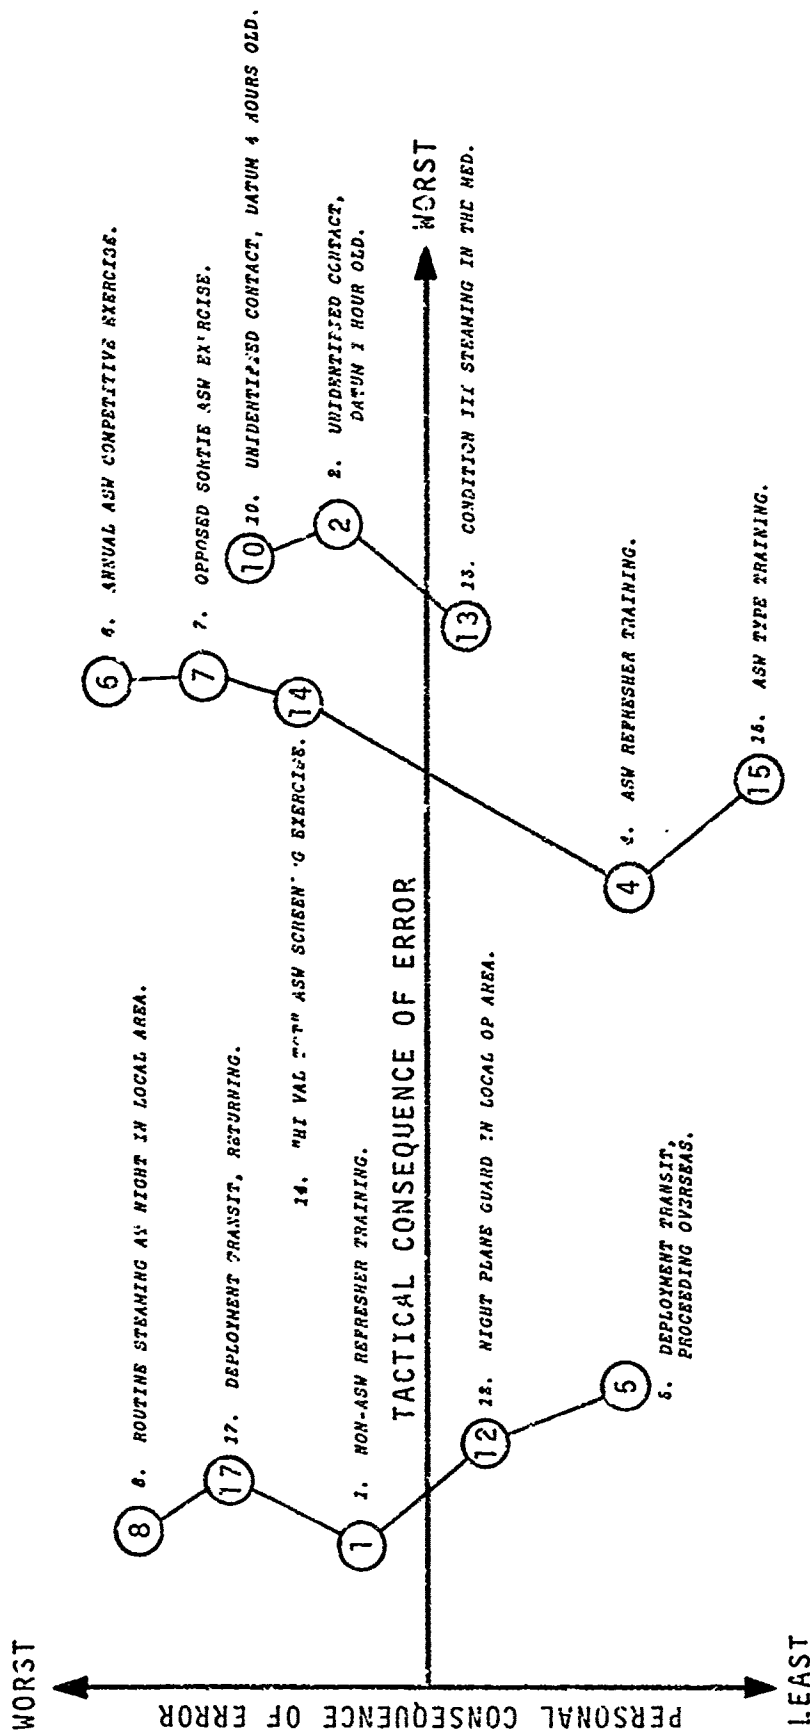 WORST
PERSONAL CONSEQUENCE OF ERROR
LEAST
TACTICAL CONSEQUENCE OF ERROR
WORST
8
8. ROUTINE STEAMING AT NIGHT IN LOCAL AREA.
17
17. DEPLOYMENT TRANSIT, RETURNING.
1
1. NON-ASW REFRESHER TRAINING.
12
12. NIGHT PLANE GUARD IN LOCAL OP AREA.
5
5. DEPLOYMENT TRANSIT,
PROCEEDING OVERSEAS.
6
6. ANNUAL ASW COMPETITIVE EXERCISE.
7
7. OPPOSED SORTIE ASW EXERCISE.
14
14. VAL ASW EXERCISE.
4
4. ASW REFRESHER TRAINING.
15
15. ASW TYPE TRAINING.
10
10. UNIDENTIFIED CONTACT, DATUM 4 HOURS OLD.
2
2. UNIDENTIFIED CONTACT,
DATUM 1 HOUR OLD.
13
13. CONDITION III STEAMING IN THE MED.